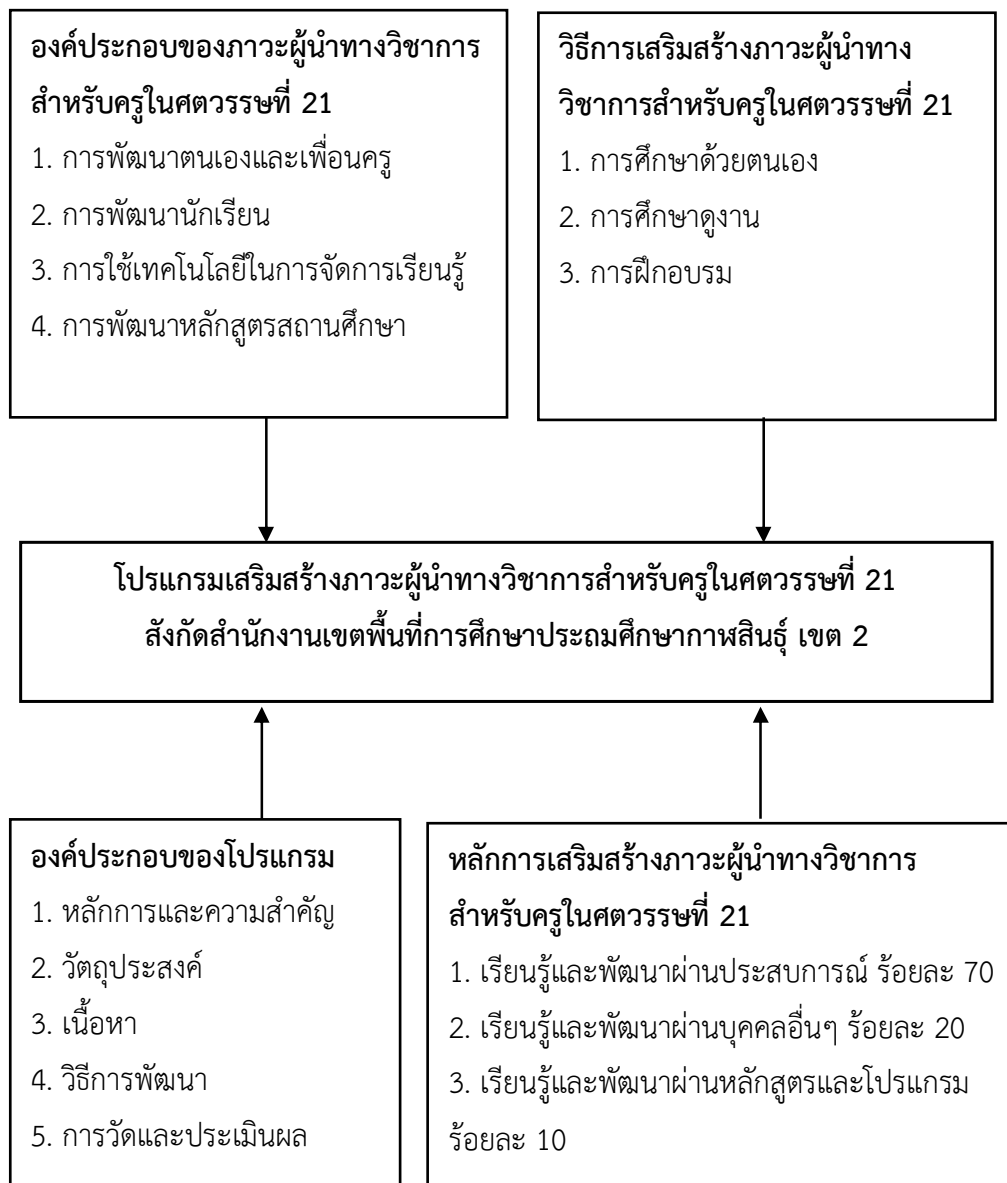 องค์ประกอบของภาวะผู้นำทางวิชาการ
สำหรับครูในศตวรรษที่ 21
1. การพัฒนาตนเองและเพื่อนครู
2. การพัฒนานักเรียน
3. การใช้เทคโนโลยีในการจัดการเรียนรู้
4. การพัฒนาหลักสูตรสถานศึกษา
วิธีการเสริมสร้างภาวะผู้นำทาง
วิชาการสำหรับครูในศตวรรษที่ 21
1. การศึกษาด้วยตนเอง
2. การศึกษาดูงาน
3. การฝึกอบรม
โปรแกรมเสริมสร้างภาวะผู้นำทางวิชาการสำหรับครูในศตวรรษที่ 21
สังกัดสำนักงานเขตพื้นที่การศึกษาประถมศึกษากาฬสินธุ์ เขต 2
องค์ประกอบของโปรแกรม
1. หลักการและความสำคัญ
2. วัตถุประสงค์
3. เนื้อหา
4. วิธีการพัฒนา
5. การวัดและประเมินผล
หลักการเสริมสร้างภาวะผู้นำทางวิชาการ
สำหรับครูในศตวรรษที่ 21
1. เรียนรู้และพัฒนาผ่านประสบการณ์ ร้อยละ 70
2. เรียนรู้และพัฒนาผ่านบุคคลอื่นๆ ร้อยละ 20
3. เรียนรู้และพัฒนาผ่านหลักสูตรและโปรแกรม
ร้อยละ 10